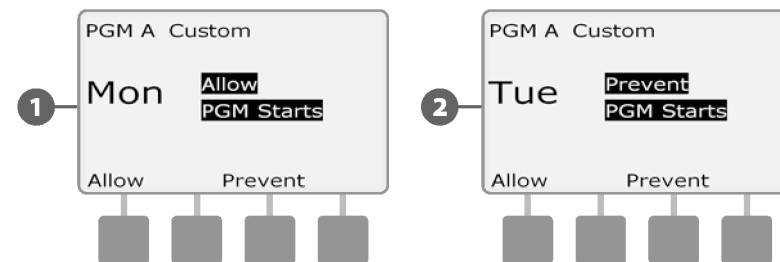 PGM A Custom
1
Mon
Allow
PGM Starts
Allow Prevent
PGM A Custom
2
Tue
Prevent
PGM Starts
Allow Prevent